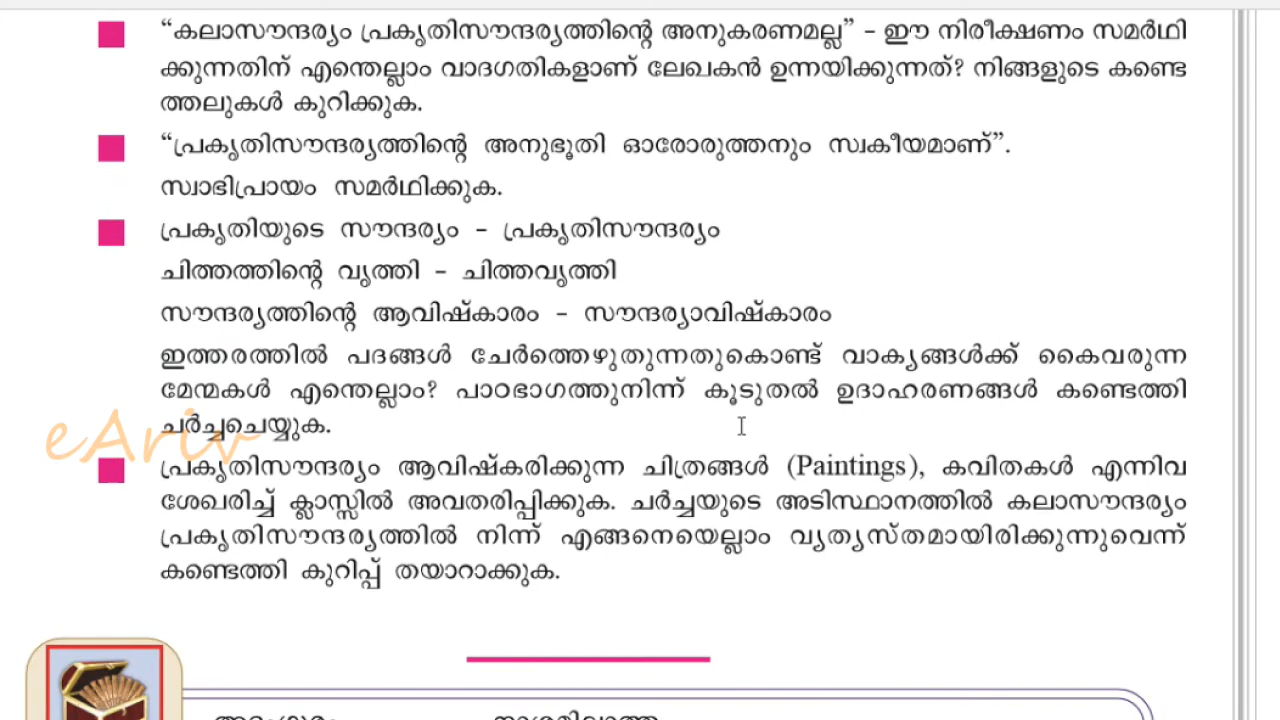 “കലാസൗന്ദര്യം പ്രകൃതിസൗന്ദര്യത്തിന്റെ അനുകരണമല്ല” – ഈ നിരീക്ഷണം സമർഥി
ക്കുന്നതിന് എന്തെല്ലാം വാദഗതികളാണ് ലേഖകൻ ഉന്നയിക്കുന്നത്? നിങ്ങളുടെ കണ്ടെ
ത്തലുകൾ കുറിക്കുക.
“പ്രകൃതിസൗന്ദര്യത്തിന്റെ അനുഭൂതി ഓരോരുത്തനും സ്വകീയമാണ്”.
സ്വാഭിപ്രായം സമർഥിക്കുക.
പ്രകൃതിയുടെ സൗന്ദര്യം – പ്രകൃതിസൗന്ദര്യം
ചിത്തത്തിന്റെ വൃത്തി – ചിത്തവൃത്തി
സൗന്ദര്യത്തിന്റെ ആവിഷ്കാരം – സൗന്ദര്യാവിഷ്കാരം
ഇത്തരത്തിൽ പദങ്ങൾ ചേർത്തെഴുതുന്നതുകൊണ്ട് വാക്യങ്ങൾക്ക് കൈവരുന്ന
മേന്മകൾ എന്തെല്ലാം? പാഠഭാഗത്തുനിന്ന് കൂടുതൽ ഉദാഹരണങ്ങൾ കണ്ടെത്തി
ചർച്ചചെയ്യുക.
eAriv
പ്രകൃതിസൗന്ദര്യം ആവിഷ്കരിക്കുന്ന ചിത്രങ്ങൾ (Paintings), കവിതകൾ എന്നിവ
ശേഖരിച്ച് ക്ലാസ്സിൽ അവതരിപ്പിക്കുക. ചർച്ചയുടെ അടിസ്ഥാനത്തിൽ കലാസൗന്ദര്യം
പ്രകൃതിസൗന്ദര്യത്തിൽ നിന്ന് എങ്ങനെയെല്ലാം വ്യത്യസ്തമായിരിക്കുന്നുവെന്ന്
കണ്ടെത്തി കുറിപ്പ് തയാറാക്കുക.